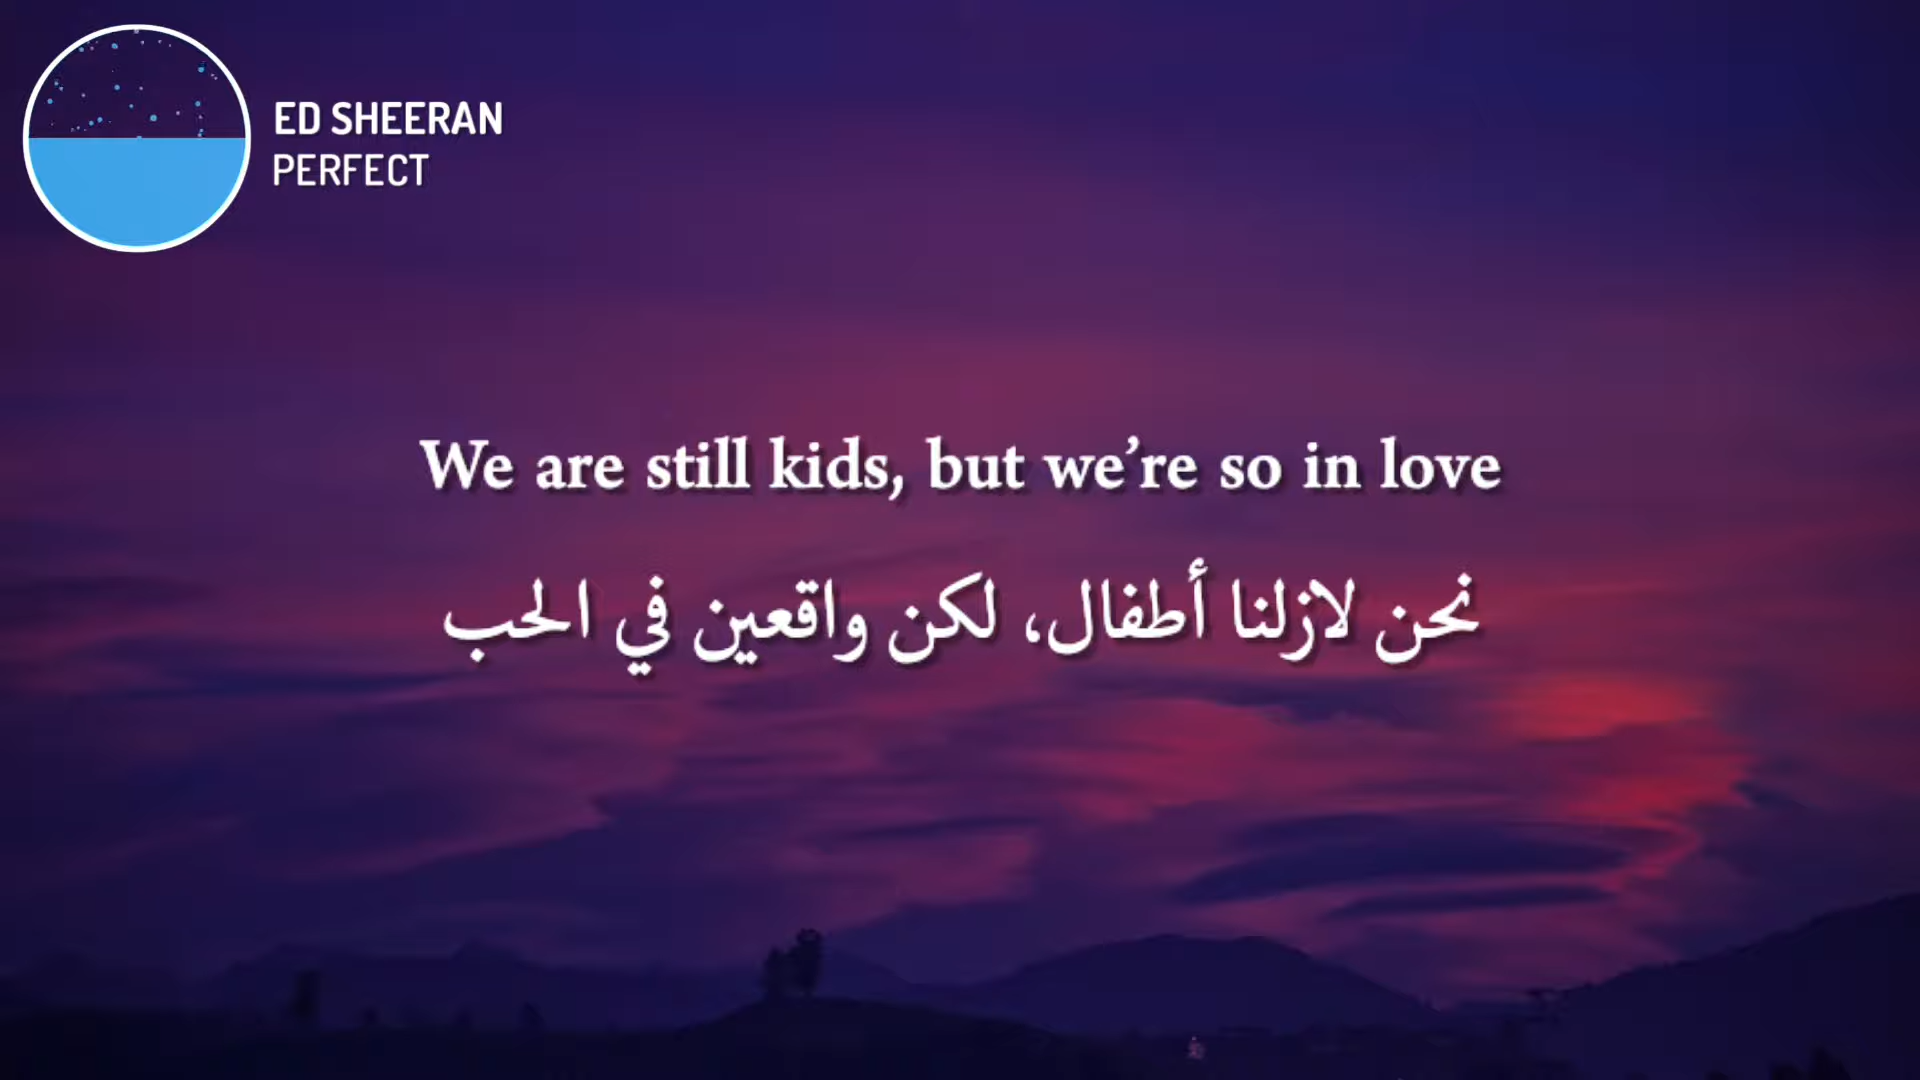 ED SHEERAN
PERFECT
We are still kids, but we’re so in love
نحن لازلنا أطفال، لكن واقعين في الحب